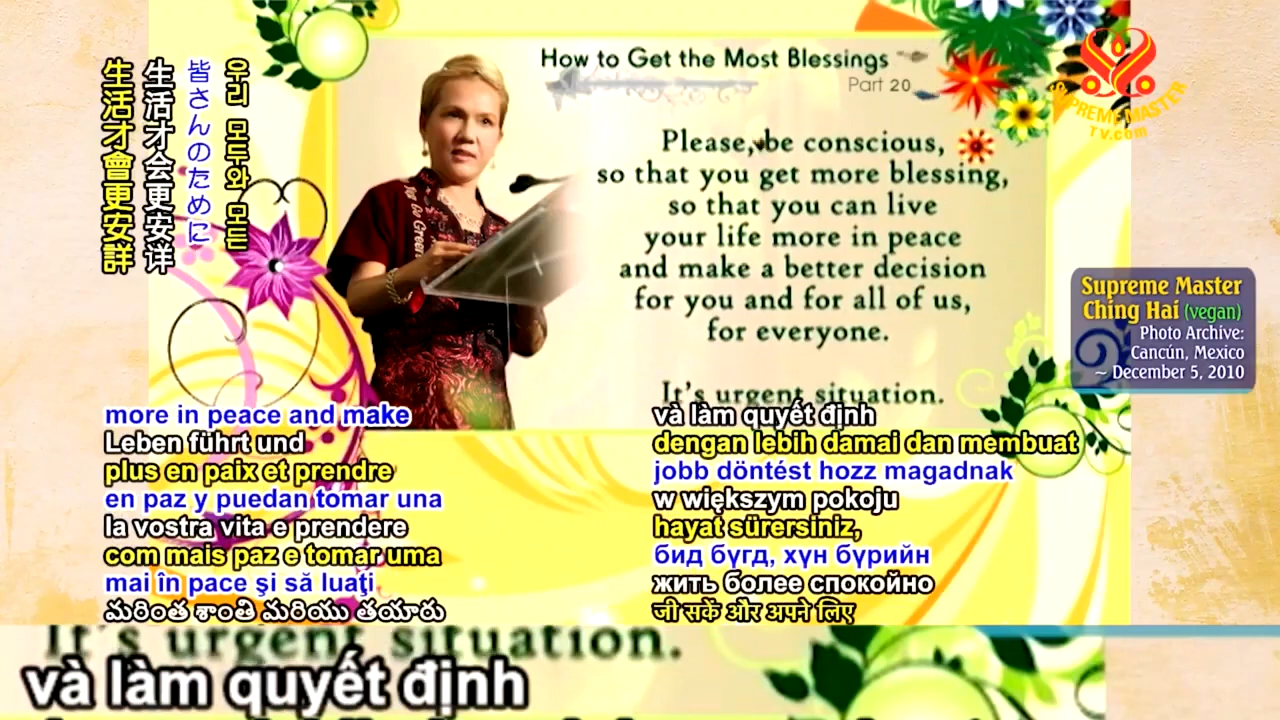 How to Get the Most Blessings
Part 20
SUPREME MASTER
TV.com
우리 모두와 모든
皆さんのために
生活才会更安详
生活才會更安詳
To Be Green
Please, be conscious,
so that you get more blessing,
so that you can live
your life more in peace
and make a better decision
for you and for all of us,
for everyone.
It's urgent situation.
Supreme Master
Ching Hai (vegan)
Photo Archive:
Cancún, Mexico
~ December 5, 2010
more in peace and make
Leben führt und
plus en paix et prendre
en paz y puedan tomar una
la vostra vita e prendere
com mais paz e tomar uma
mai în pace şi să luaţi
మరింత శాంతి మరియు తయారు
và làm quyết định
dengan lebih damai dan membuat
jobb döntést hozz magadnak
w większym pokoju
hayat sürersiniz,
бид бүгд, хүн бүрийн
жить более спокойно
जी सकें और अपने लिए
It's urgent situation.
và làm quyết định